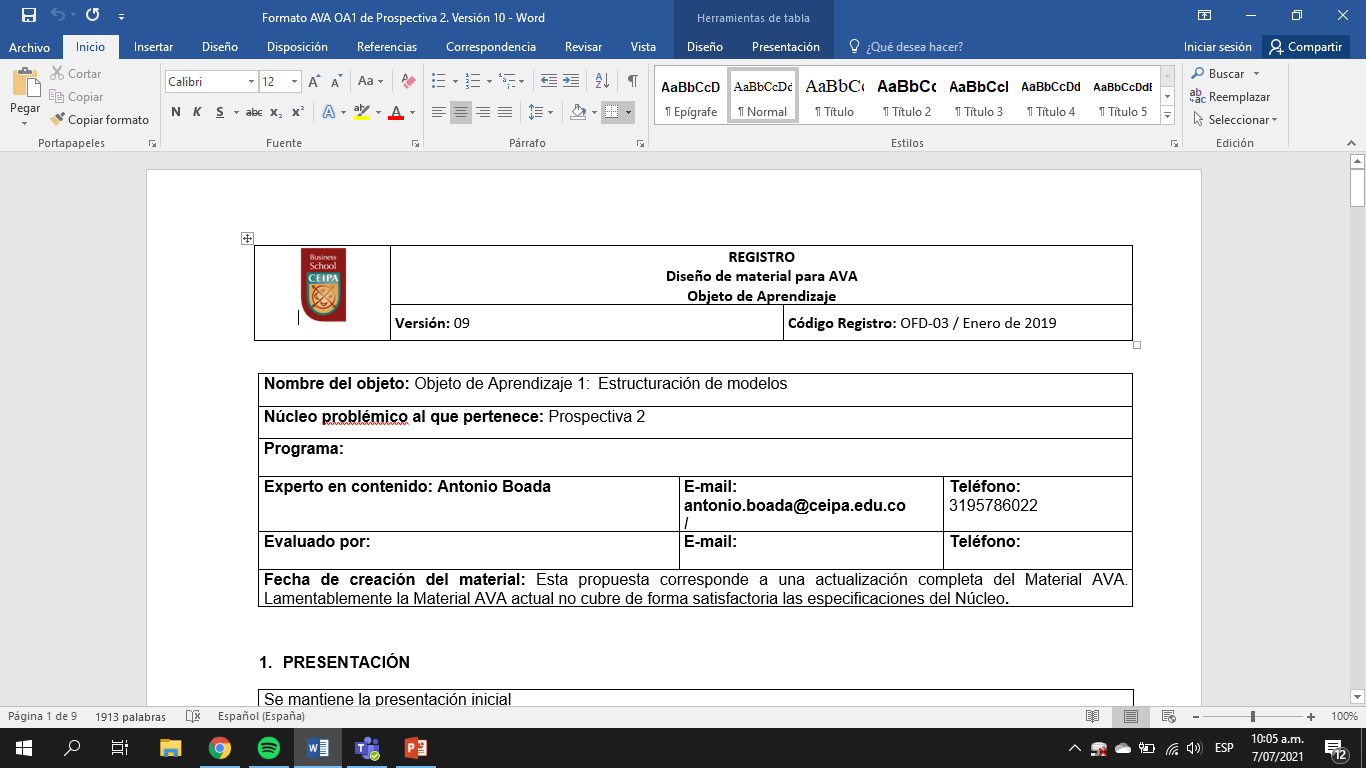 Formato AVA OA1 de Prospectiva 2. Versión 10 - Word
Herramientas de tabla
Archivo Inicio Insertar Diseño Disposición Referencias Correspondencia Revisar Vista Diseño Presentación ¿Qué desea hacer? Iniciar sesión Compartir
Pegar
Cortar
Copiar
Copiar formato
Portapapeles
Calibri 12
Aa
N K S abc x₂ x²
Fuente
Párrafo
AaBbCcD AaBbCcDd AaBbCc AaBbCc AaBbCcI AaBbCcDd AaBbCcDdE
¶ Epígrafe ¶ Normal ¶ Título ¶ Título 2 ¶ Título 3 ¶ Título 4 ¶ Título 5
Estilos
Buscar
Reemplazar
Seleccionar
Edición
Business
School
CEIPA
REGISTRO
Diseño de material para AVA
Objeto de Aprendizaje
Versión: 09
Código Registro: OFD-03 / Enero de 2019
Nombre del objeto: Objeto de Aprendizaje 1: Estructuración de modelos
Núcleo problémico al que pertenece: Prospectiva 2
Programa:
Experto en contenido: Antonio Boada
E-mail:
antonio.boada@ceipa.edu.co
/
Teléfono:
3195786022
Evaluado por:
E-mail:
Teléfono:
Fecha de creación del material: Esta propuesta corresponde a una actualización completa del Material AVA.
Lamentablemente la Material AVA actual no cubre de forma satisfactoria las especificaciones del Núcleo.
1. PRESENTACIÓN
Se mantiene la presentación inicial
Página 1 de 9 1913 palabras Español (España) 100%
ESP
10:05 a.m.
7/07/2021
12